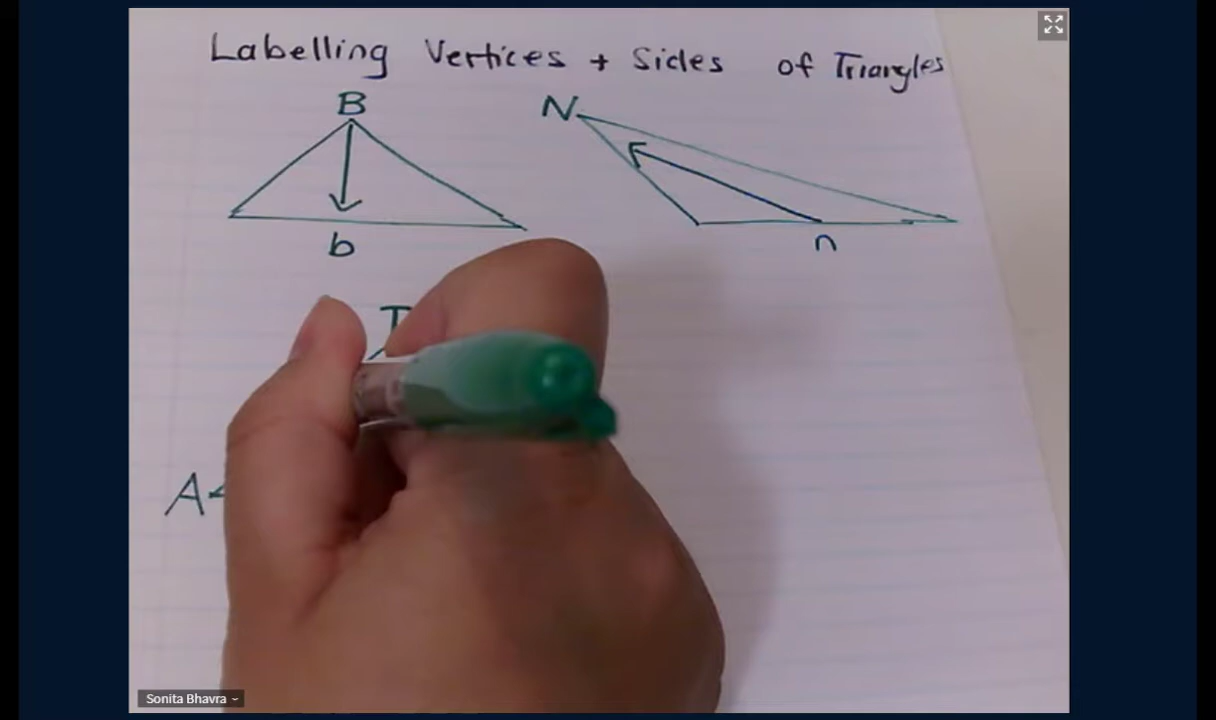 Labelling Vertices + Sides of Triangles
B
N
b
n
T
A
Sonita Bhavra